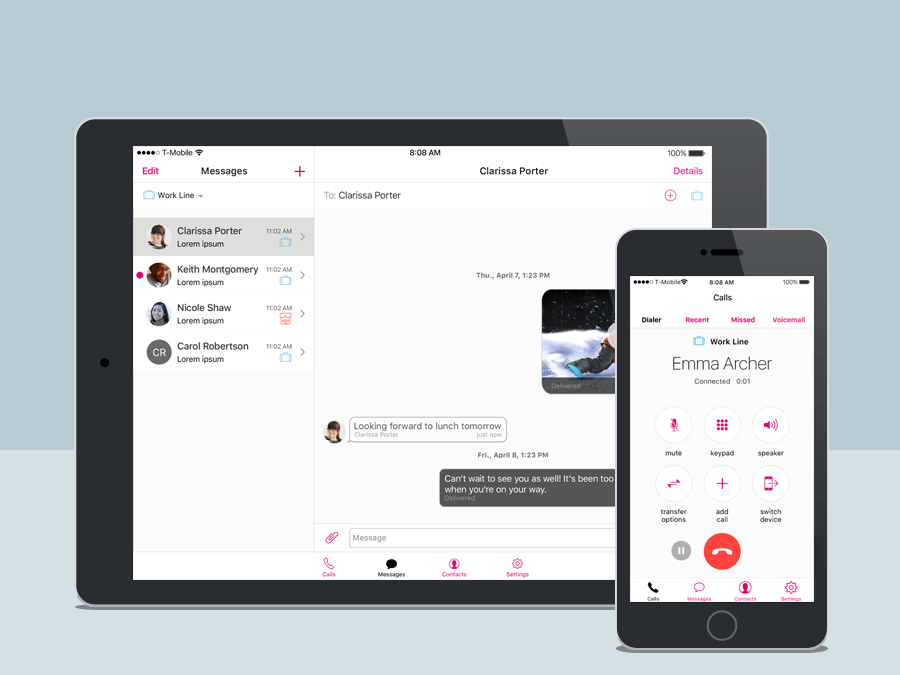 T-Mobile
8:08 AM
100%
Edit
Messages
+
Clarissa Porter
Details
Work Line
To: Clarissa Porter
Clarissa Porter
11:02 AM
Lorem ipsum
Keith Montgomery
11:02 AM
Lorem ipsum
Nicole Shaw
11:02 AM
Lorem ipsum
CR
Carol Robertson
11:02 AM
Lorem ipsum
Thu., April 7, 1:23 PM
Delivered
Looking forward to lunch tomorrow
Clarissa Porter
just now
Fri., April 8, 1:23 PM
Can't wait to see you as well! It's been too
when you're on your way.
Delivered
Message
Calls
Messages
Contacts
Settings
T-Mobile
8:08 AM
100%
Calls
Dialer
Recent
Missed
Voicemail
Work Line
Emma Archer
Connected 0:01
mute
keypad
speaker
transfer
options
add
call
switch
device
Calls
Messages
Contacts
Settings